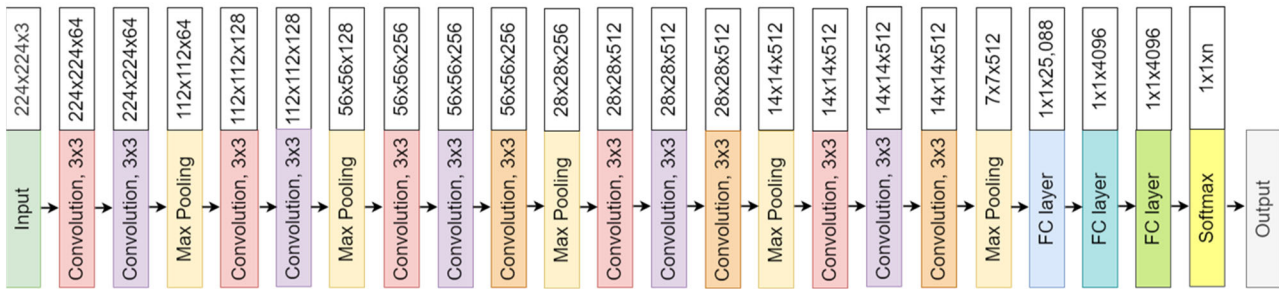 224x224x3
Input
224x224x64
Convolution, 3x3
224x224x64
Convolution, 3x3
112x112x64
Max Pooling
112x112x128
Convolution, 3x3
112x112x128
Convolution, 3x3
56x56x128
Max Pooling
56x56x256
Convolution, 3x3
56x56x256
Convolution, 3x3
56x56x256
Convolution, 3x3
28x28x256
Max Pooling
28x28x512
Convolution, 3x3
28x28x512
Convolution, 3x3
28x28x512
Convolution, 3x3
14x14x512
Max Pooling
14x14x512
Convolution, 3x3
14x14x512
Convolution, 3x3
14x14x512
Convolution, 3x3
7x7x512
Max Pooling
1x1x25,088
FC layer
1x1x4096
FC layer
1x1x4096
FC layer
1x1xn
Softmax
Output